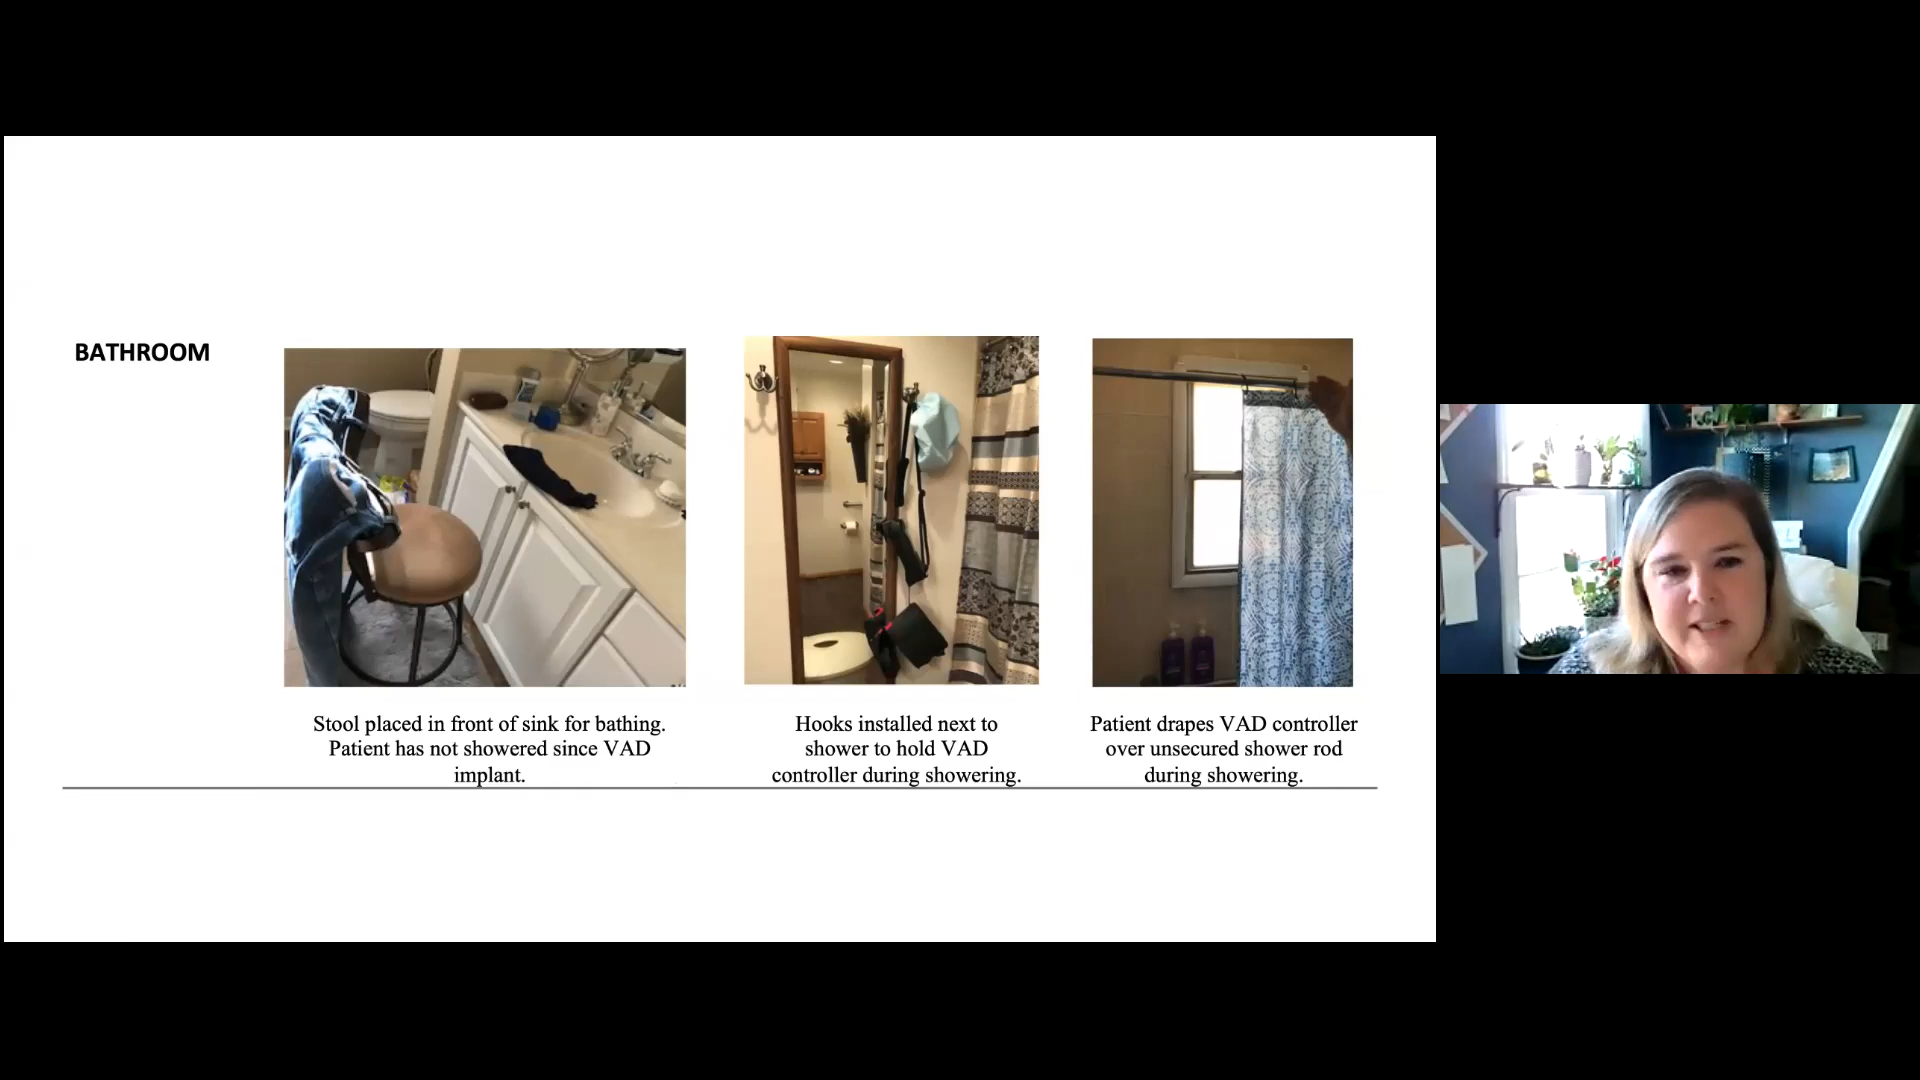 BATHROOM
Stool placed in front of sink for bathing.
Patient has not showered since VAD
implant.
Hooks installed next to
shower to hold VAD
controller during showering.
Patient drapes VAD controller
over unsecured shower rod
during showering.